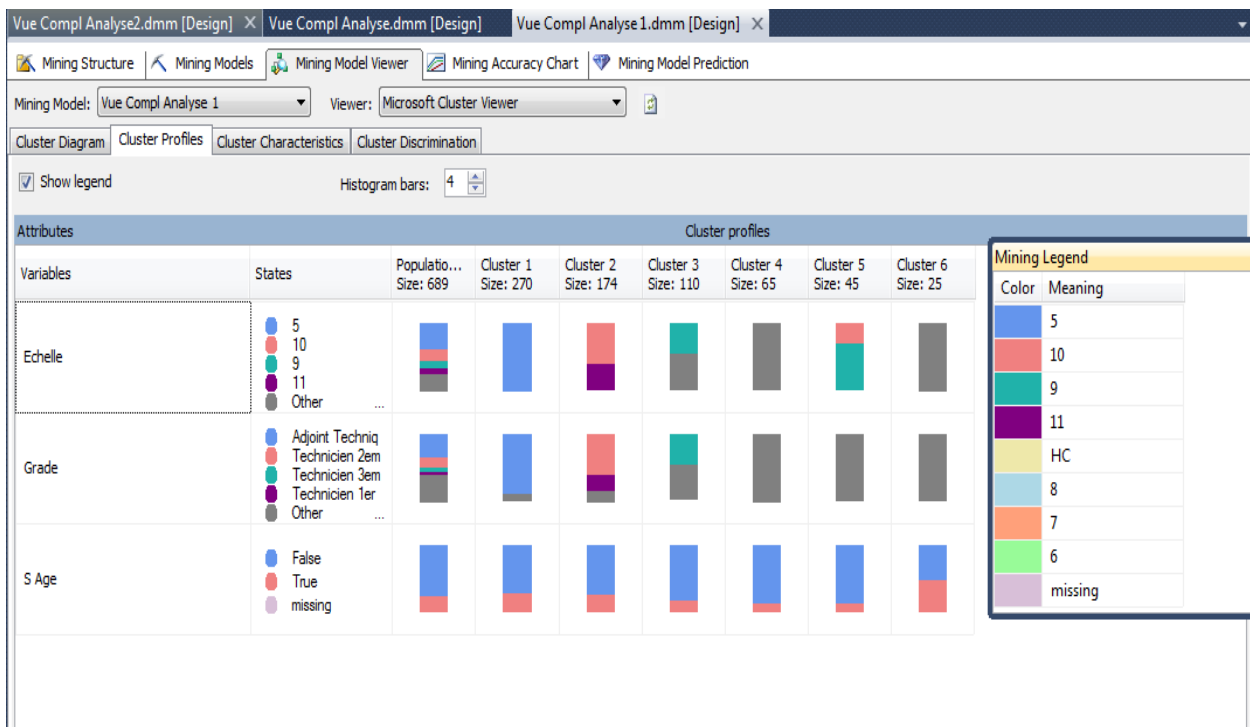 Vue Compl Analyse2.dmm [Design] X Vue Compl Analyse.dmm [Design] Vue Compl Analyse 1.dmm [Design] X
Mining Structure Mining Models Mining Model Viewer Mining Accuracy Chart Mining Model Prediction
Mining Model: Vue Compl Analyse 1 Viewer: Microsoft Cluster Viewer
Cluster Diagram Cluster Profiles Cluster Characteristics Cluster Discrimination
Show legend Histogram bars: 4
Attributes Cluster profiles
Variables States Populatio... Cluster 1 Cluster 2 Cluster 3 Cluster 4 Cluster 5 Cluster 6
Size: 689 Size: 270 Size: 174 Size: 110 Size: 65 Size: 45 Size: 25
Echelle
5
10
9
11
Other ...
Grade
Adjoint Techniq
Technicien 2em
Technicien 3em
Technicien 1er
Other ...
S Age
False
True
missing
Mining Legend
Color Meaning
5
10
9
11
HC
8
7
6
missing